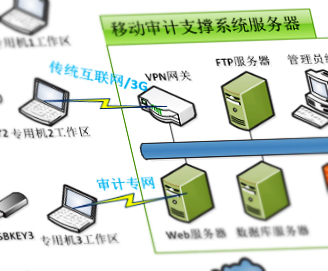 移动审计支撑系统服务器
专用机1工作区
传统互联网/3G
VPN网关
FTP服务器
管理员
专用机2工作区
审计专网
SBKEY3
专用机3工作区
Web服务器
数据库服务器